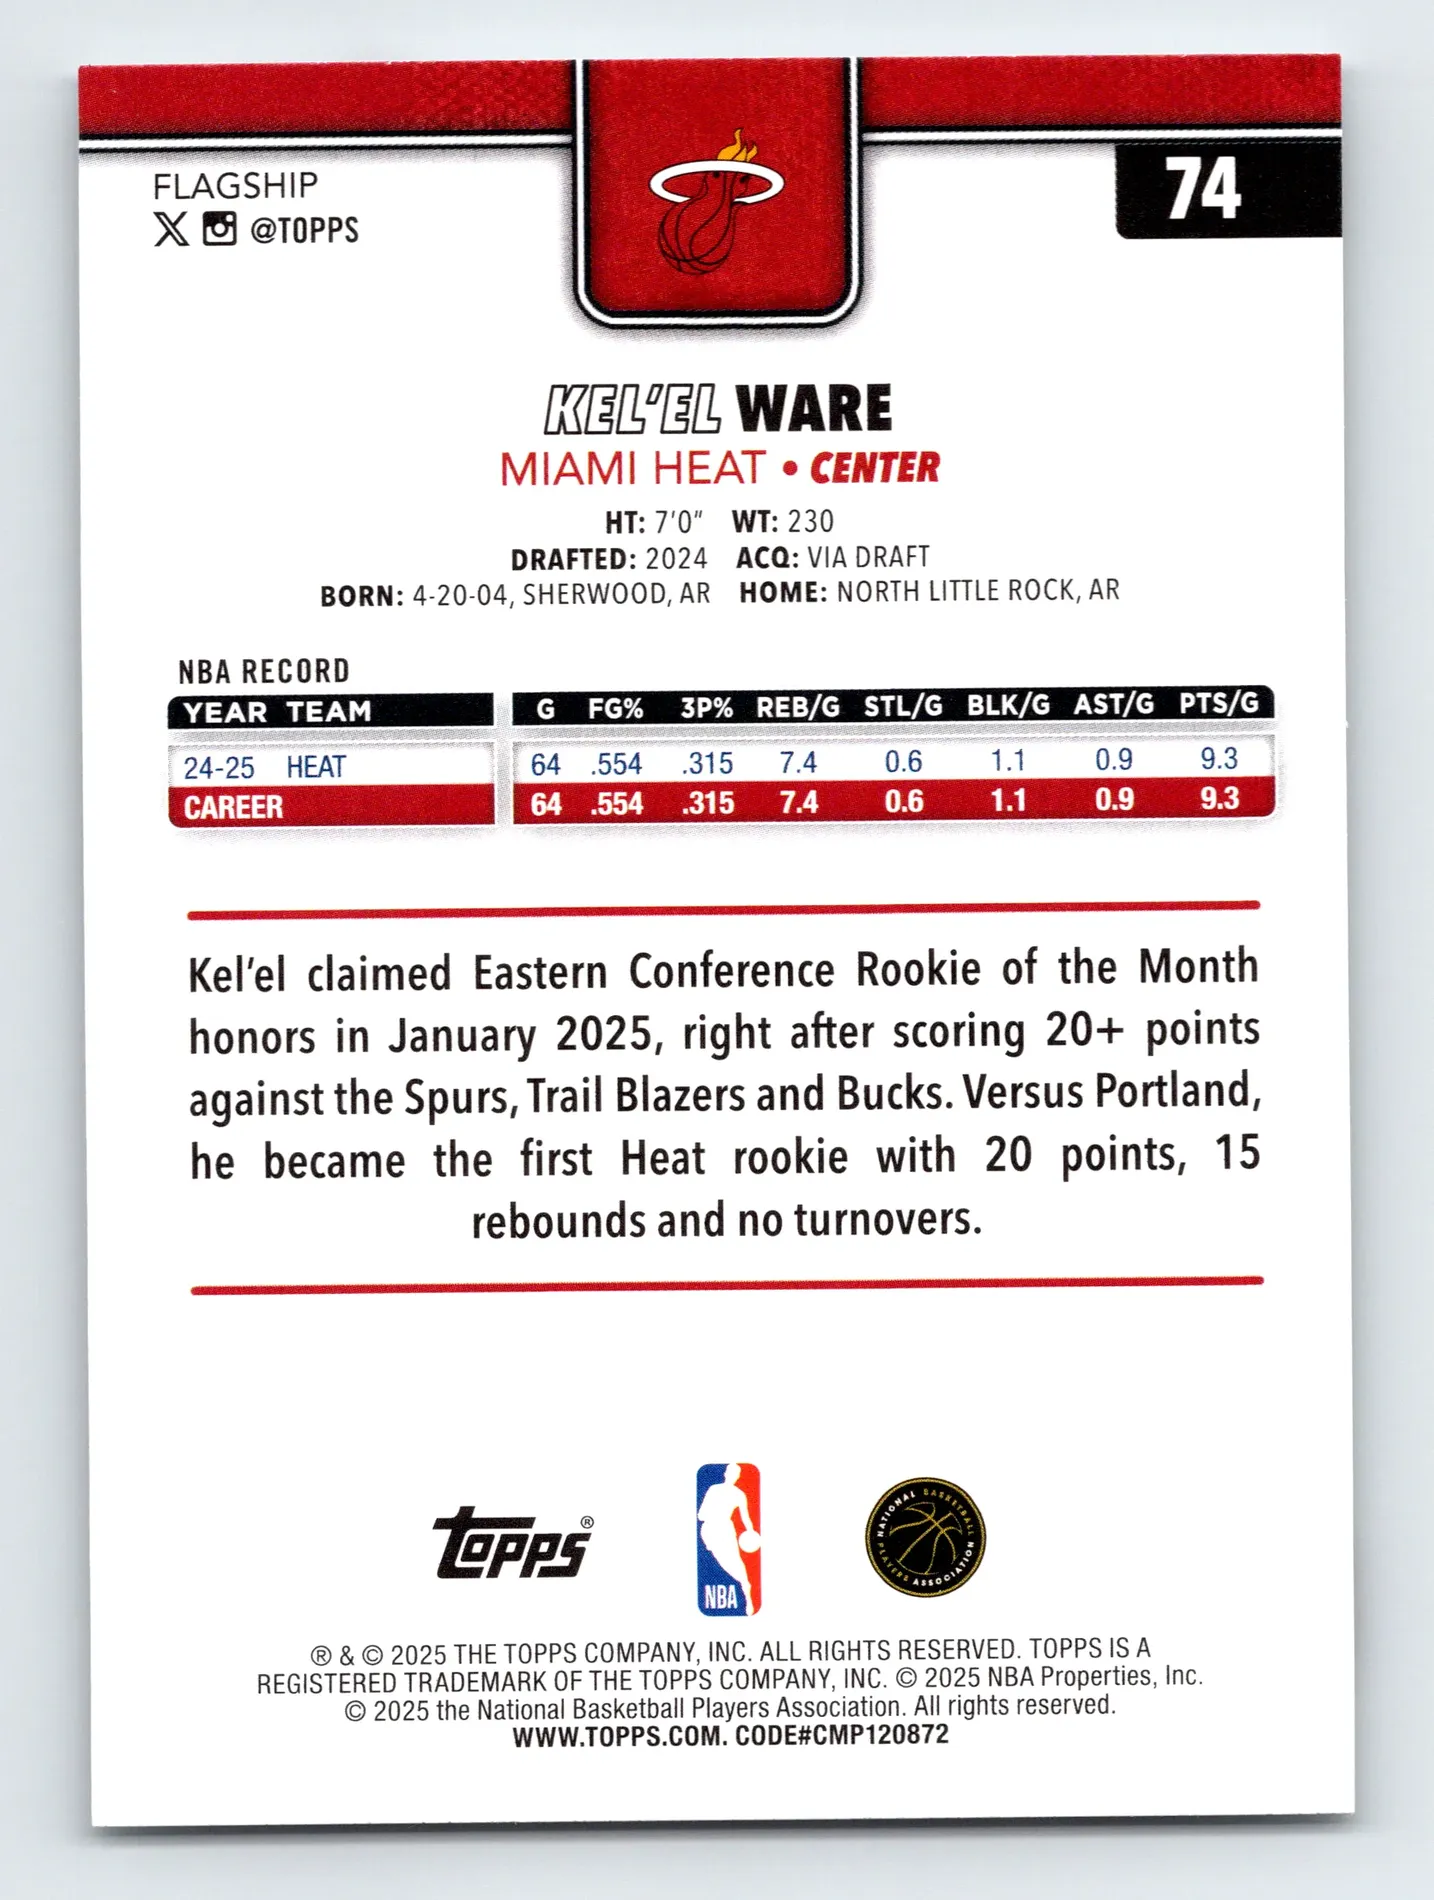 FLAGSHIP
@TOPPS
74
KEL'EL WARE
MIAMI HEAT • CENTER
HT: 7'0" WT: 230
DRAFTED: 2024 ACQ: VIA DRAFT
BORN: 4-20-04, SHERWOOD, AR HOME: NORTH LITTLE ROCK, AR
NBA RECORD
YEAR TEAM G FG% 3P% REB/G STL/G BLK/G AST/G PTS/G
24-25 HEAT 64 .554 .315 7.4 0.6 1.1 0.9 9.3
CAREER 64 .554 .315 7.4 0.6 1.1 0.9 9.3
Kel'el claimed Eastern Conference Rookie of the Month
honors in January 2025, right after scoring 20+ points
against the Spurs, Trail Blazers and Bucks. Versus Portland,
he became the first Heat rookie with 20 points, 15
rebounds and no turnovers.
Topps®
NBA
NATIONAL BASKETBALL PLAYERS ASSOCIATION
® & © 2025 THE TOPPS COMPANY, INC. ALL RIGHTS RESERVED. TOPPS IS A
REGISTERED TRADEMARK OF THE TOPPS COMPANY, INC. © 2025 NBA Properties, Inc.
© 2025 the National Basketball Players Association. All rights reserved.
WWW.TOPPS.COM. CODE#CMP120872